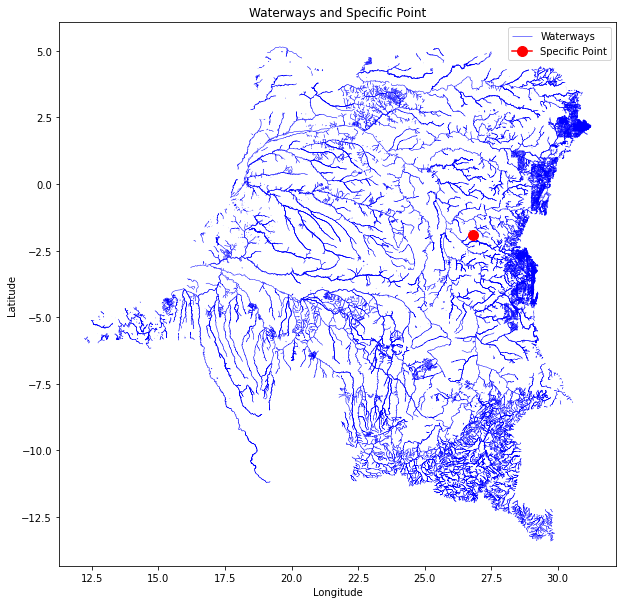 Waterways and Specific Point
Waterways
Specific Point
5.0
2.5
0.0
−2.5
−5.0
−7.5
−10.0
−12.5
Latitude
12.5 15.0 17.5 20.0 22.5 25.0 27.5 30.0
Longitude